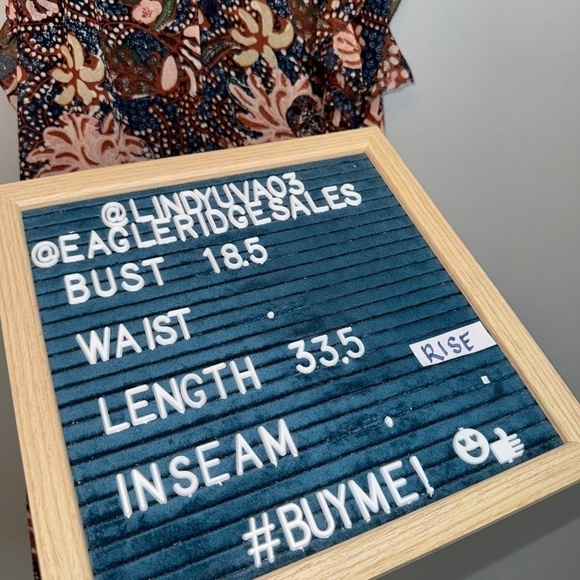 @LINDYUVA03
@EAGLERIDGESALES
BUST 18.5
WAIST .
LENGTH 33.5
RISE
INSEAM .
#BUYME!